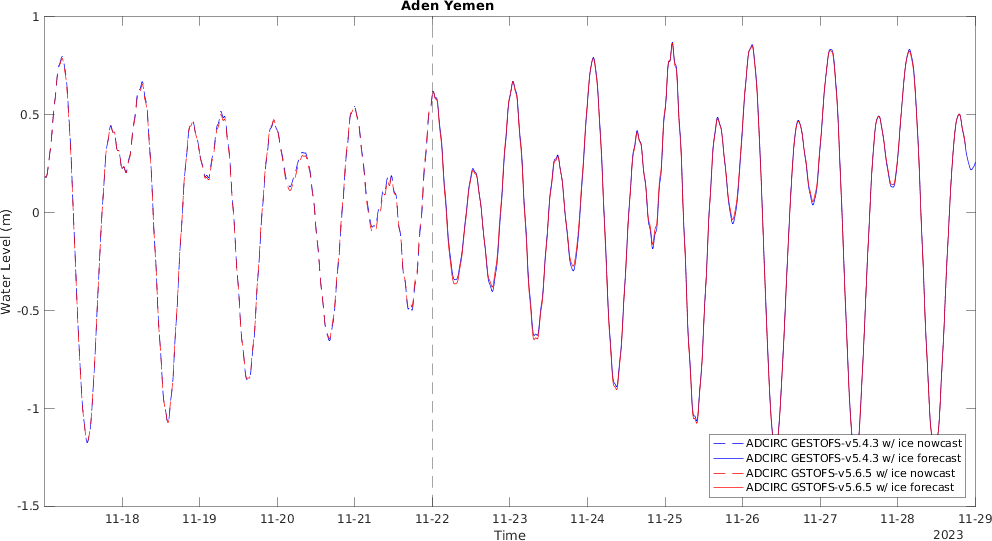 Aden Yemen
Water Level (m)
1
0.5
0
-0.5
-1
-1.5
ADCIRC GESTOFS-v5.4.3 w/ ice nowcast
ADCIRC GESTOFS-v5.4.3 w/ ice forecast
ADCIRC GSTOFS-v5.6.5 w/ ice nowcast
ADCIRC GSTOFS-v5.6.5 w/ ice forecast
11-18 11-19 11-20 11-21 11-22 11-23 11-24 11-25 11-26 11-27 11-28 11-29
Time
2023